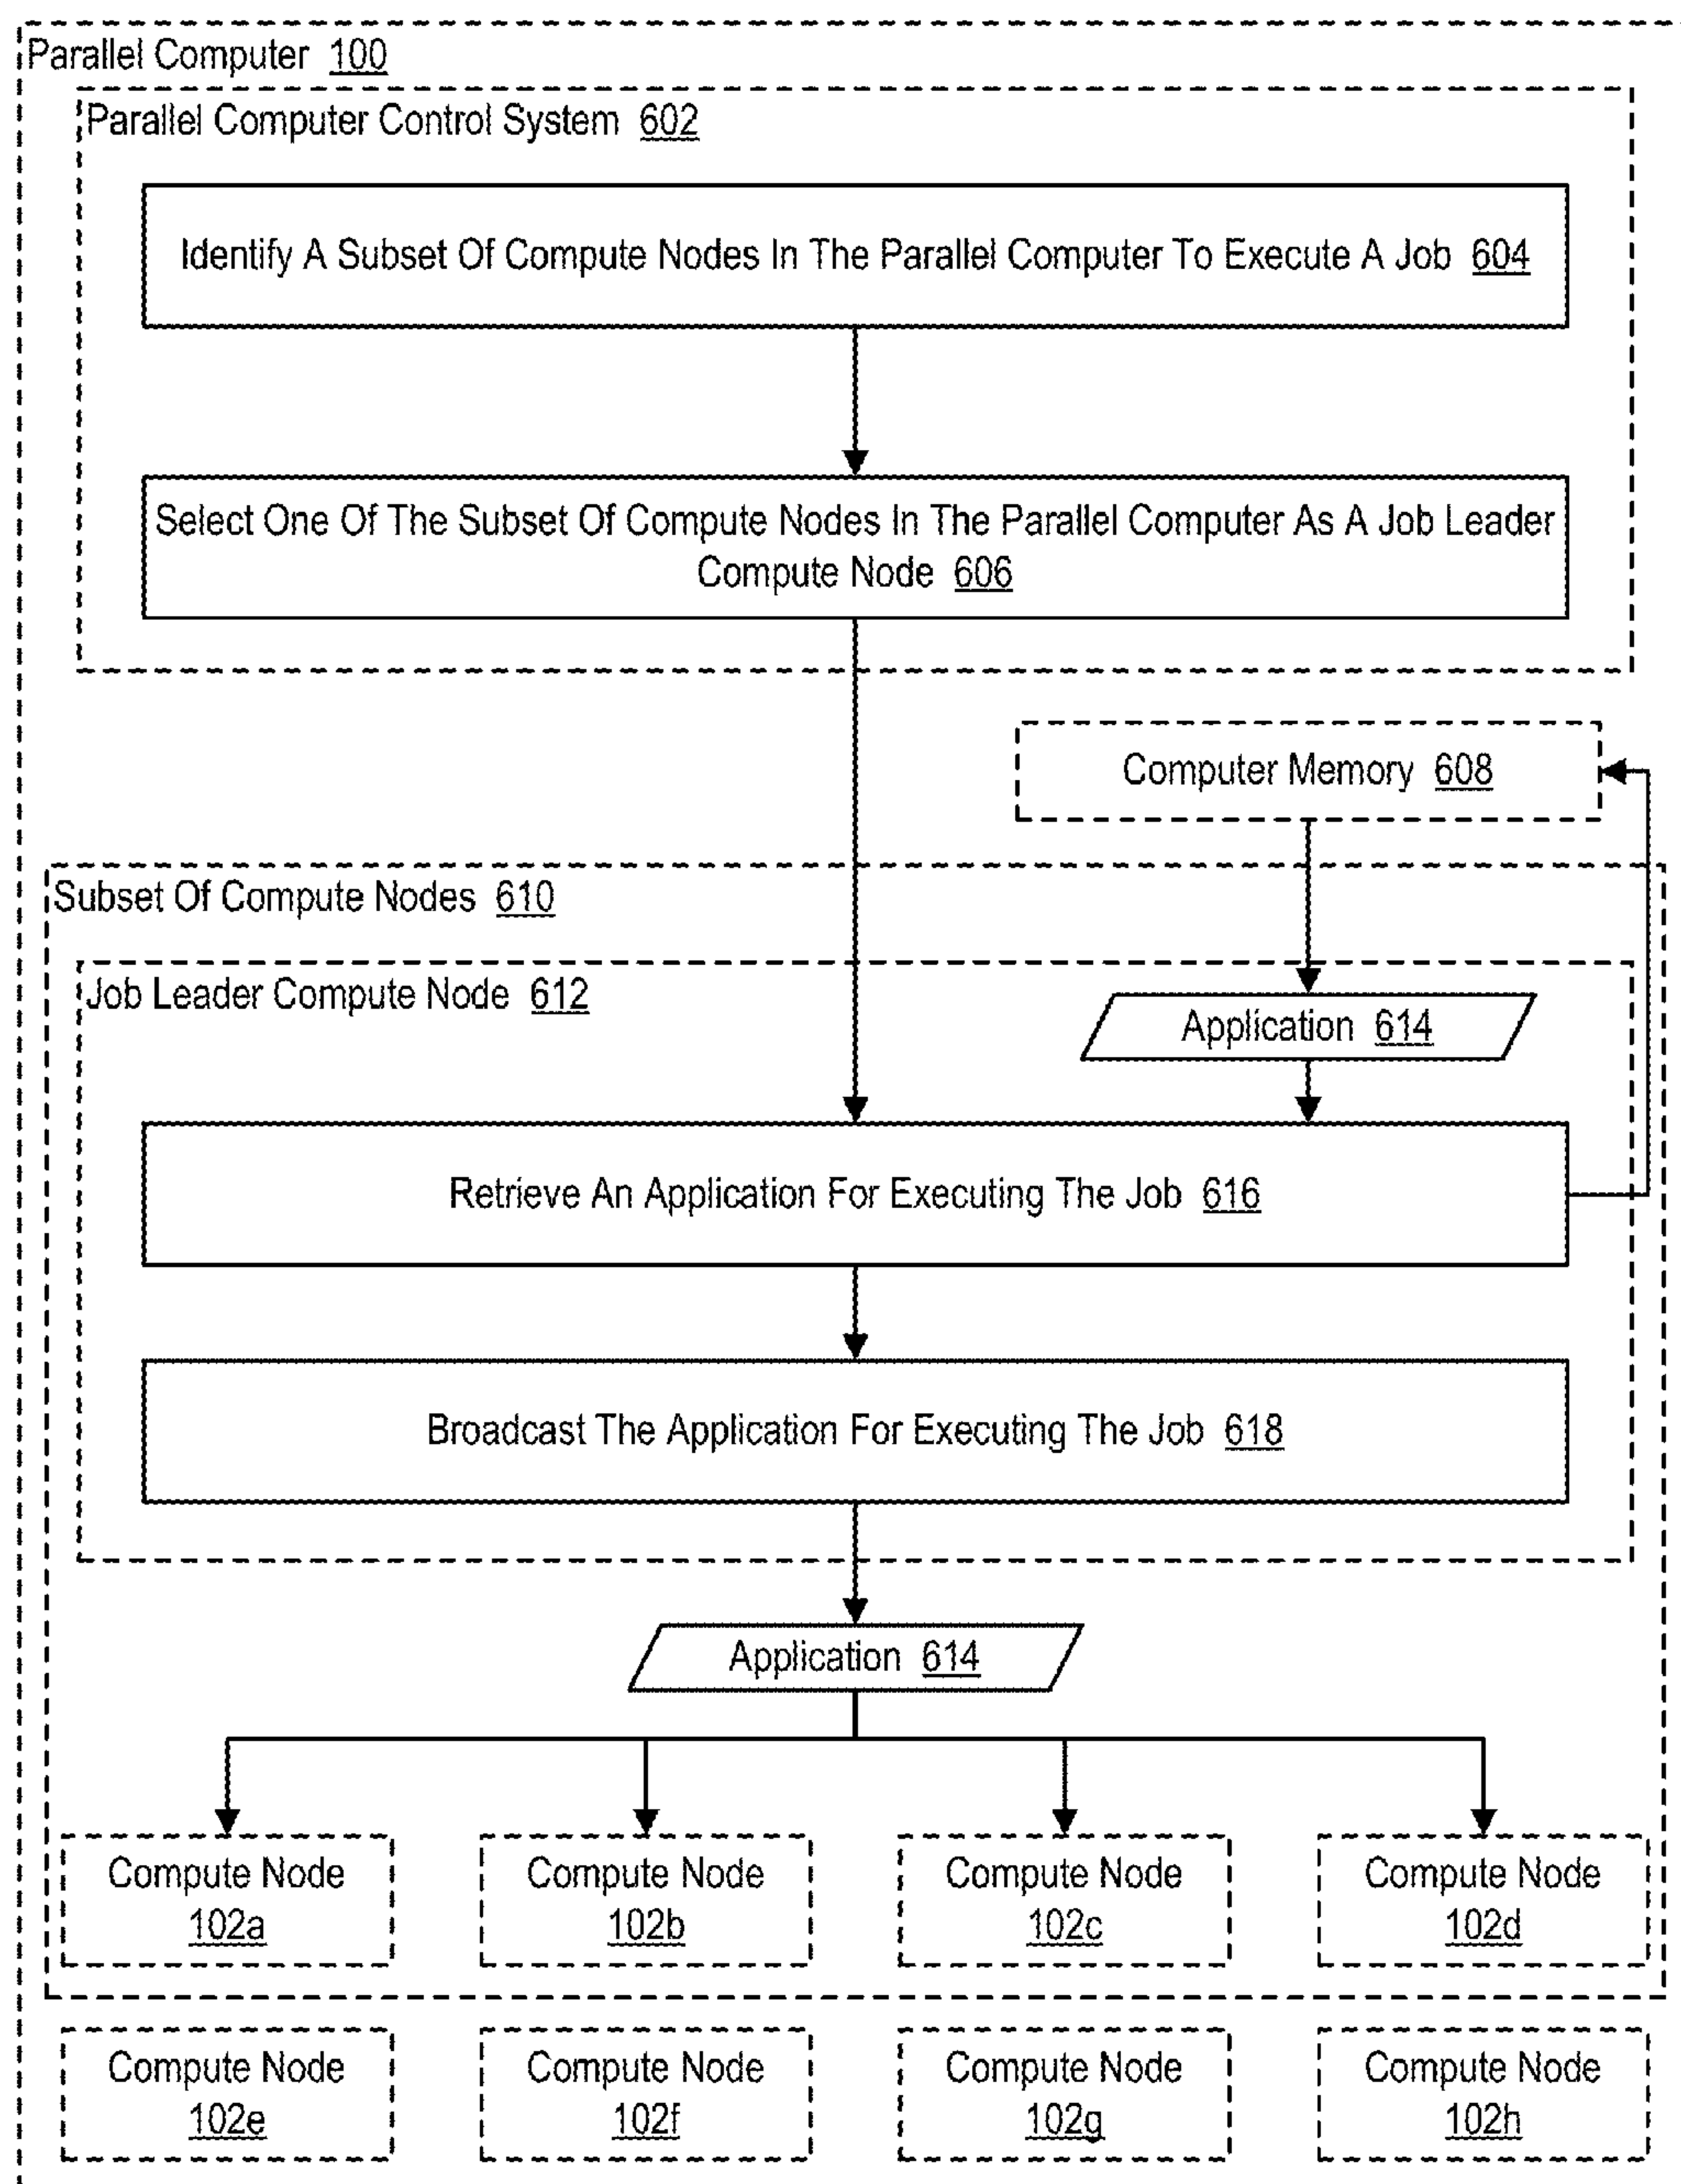 Parallel Computer 100
Parallel Computer Control System 602
Identify A Subset Of Compute Nodes In The Parallel Computer To Execute A Job 604
Select One Of The Subset Of Compute Nodes In The Parallel Computer As A Job Leader
Compute Node 606
Computer Memory 608
Subset Of Compute Nodes 610
Job Leader Compute Node 612
Application 614
Retrieve An Application For Executing The Job 616
Broadcast The Application For Executing The Job 618
Application 614
Compute Node
102a
Compute Node
102b
Compute Node
102c
Compute Node
102d
Compute Node
102e
Compute Node
102f
Compute Node
102g
Compute Node
102h